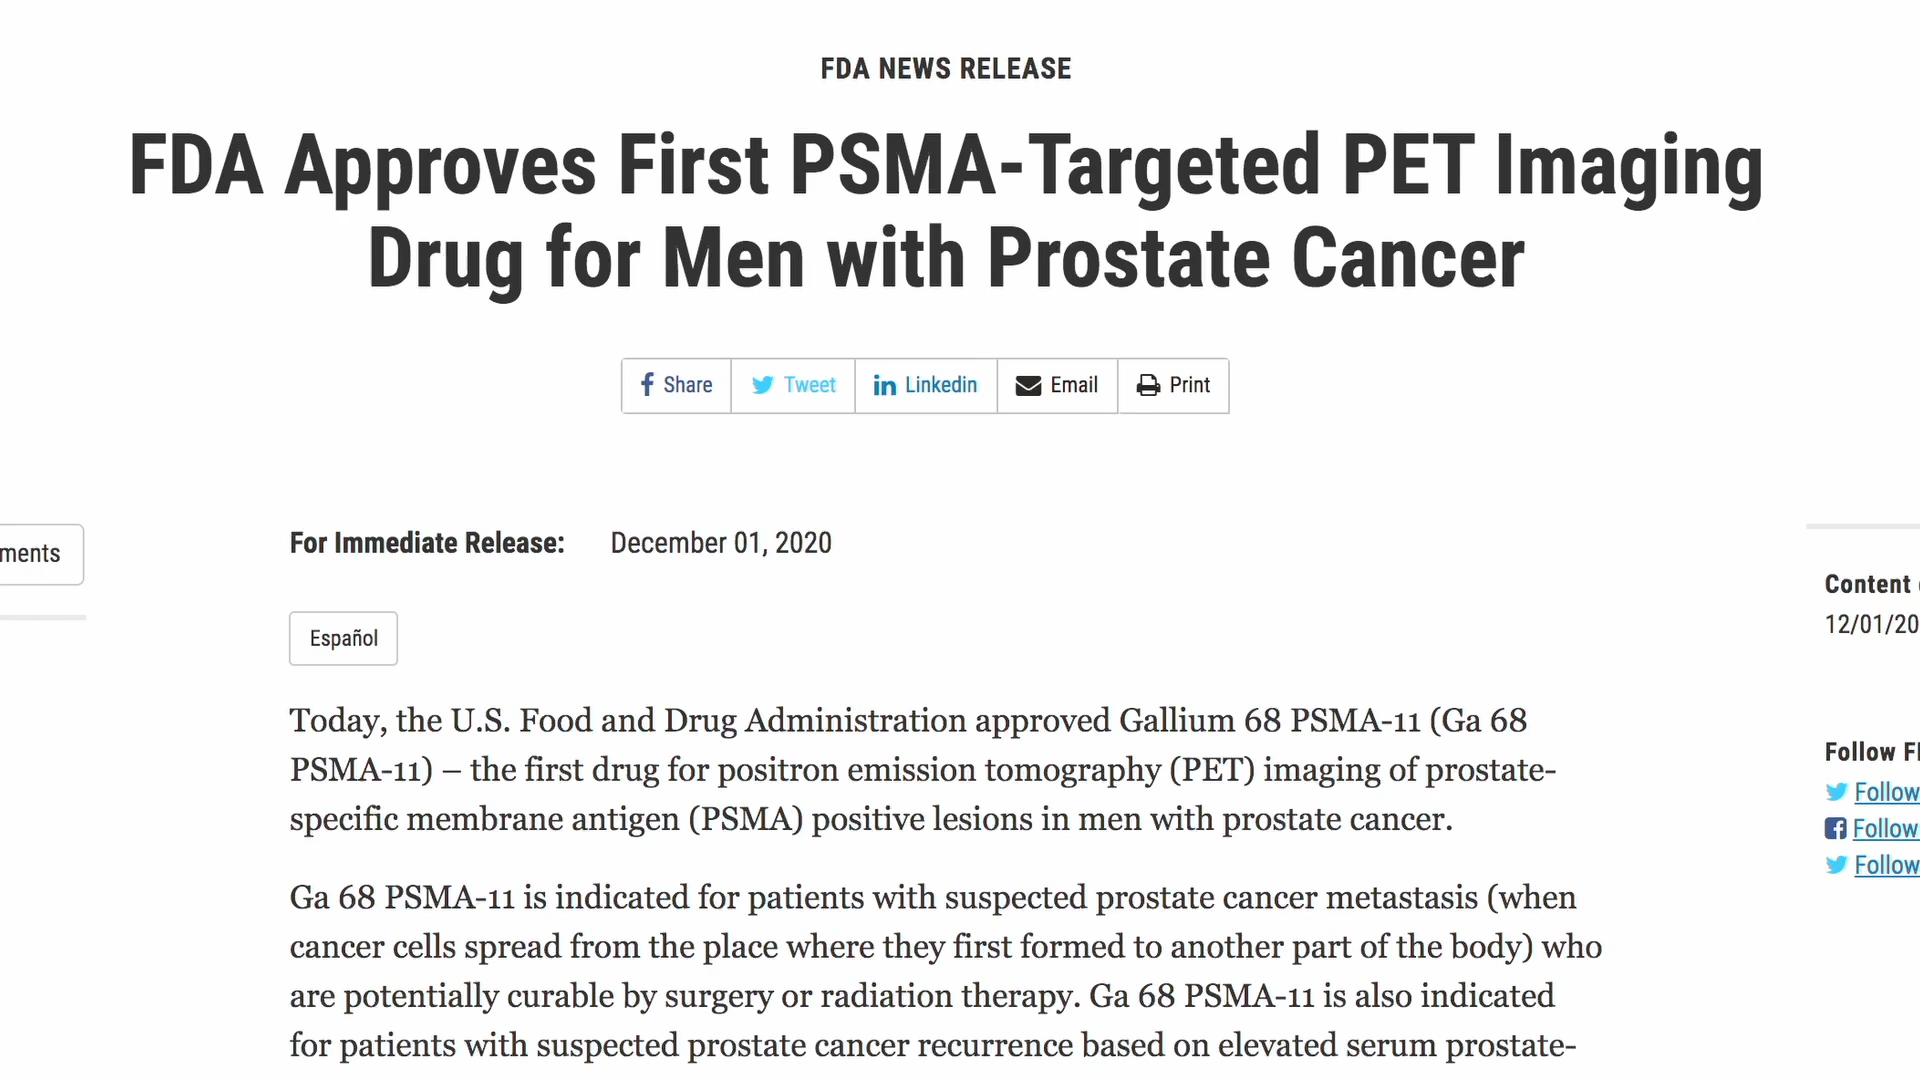 FDA NEWS RELEASE
FDA Approves First PSMA-Targeted PET Imaging
Drug for Men with Prostate Cancer
Share Tweet Linkedin Email Print
ments
For Immediate Release: December 01, 2020
Español
Today, the U.S. Food and Drug Administration approved Gallium 68 PSMA-11 (Ga 68
PSMA-11) – the first drug for positron emission tomography (PET) imaging of prostate-
specific membrane antigen (PSMA) positive lesions in men with prostate cancer.
Ga 68 PSMA-11 is indicated for patients with suspected prostate cancer metastasis (when
cancer cells spread from the place where they first formed to another part of the body) who
are potentially curable by surgery or radiation therapy. Ga 68 PSMA-11 is also indicated
for patients with suspected prostate cancer recurrence based on elevated serum prostate-
Content
12/01/20
Follow
Follow
Follow
Follow